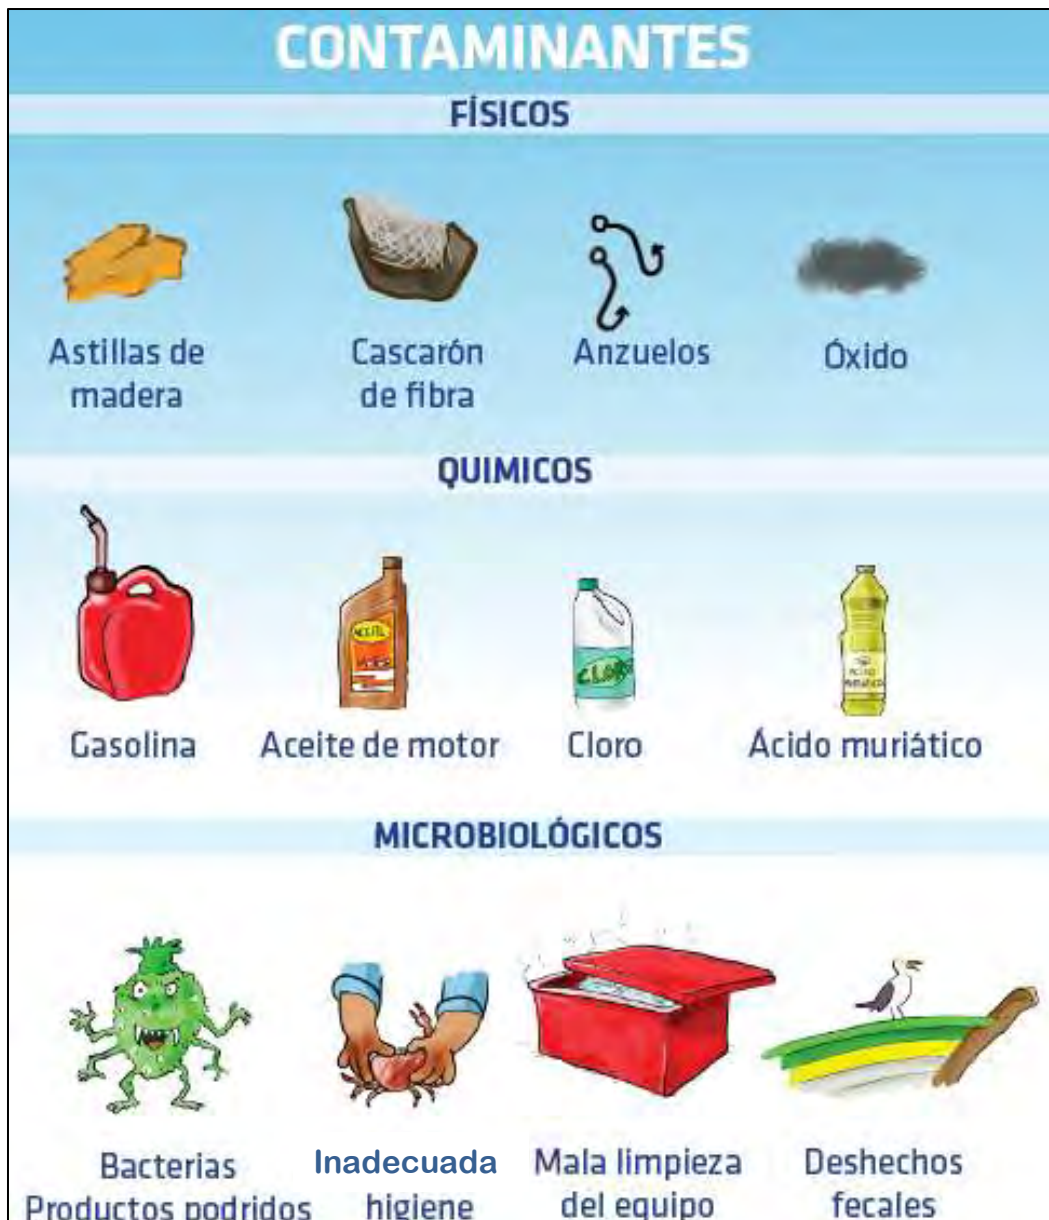 CONTAMINANTES
FÍSICOS
Astillas de
madera
Cascarón
de fibra
Anzuelos
Óxido
QUIMICOS
CLORO
Gasolina
Aceite de motor
Cloro
Ácido muriático
MICROBIOLÓGICOS
Bacterias
Productos podridos
Inadecuada
higiene
Mala limpieza
del equipo
Deshechos
fecales